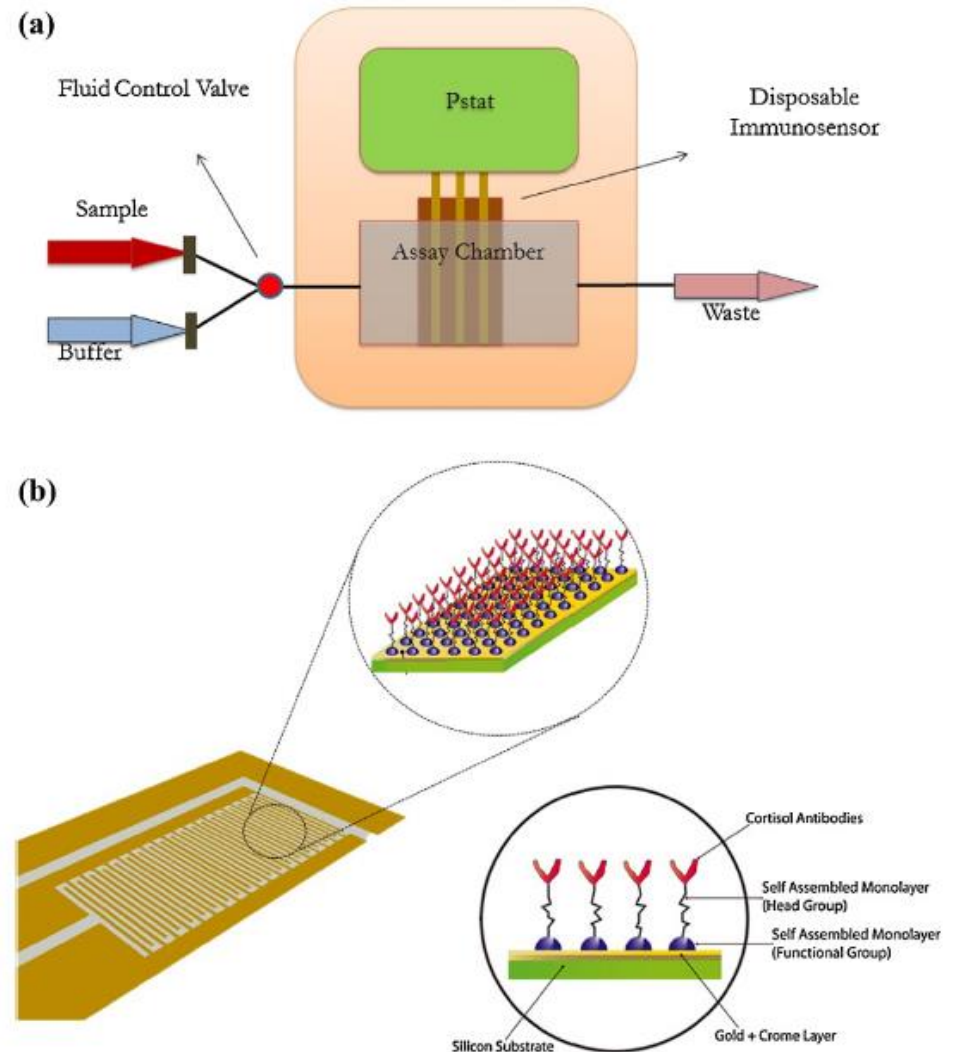 (a)
Fluid Control Valve
Pstat
Disposable
Immunosensor
Sample
Assay Chamber
Buffer
Waste
(b)
Cortisol Antibodies
Self Assembled Monolayer
(Head Group)
Self Assembled Monolayer
(Functional Group)
Gold + Crome Layer
Silicon Substrate